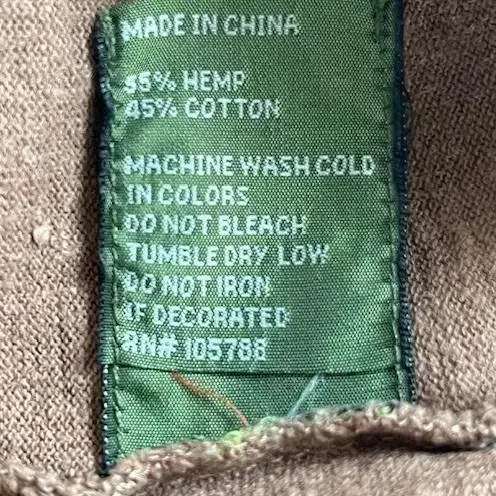 MADE IN CHINA
55% HEMP
45% COTTON
MACHINE WASH COLD
IN COLORS
DO NOT BLEACH
TUMBLE DRY LOW
DO NOT IRON
IF DECORATED
RN# 105788